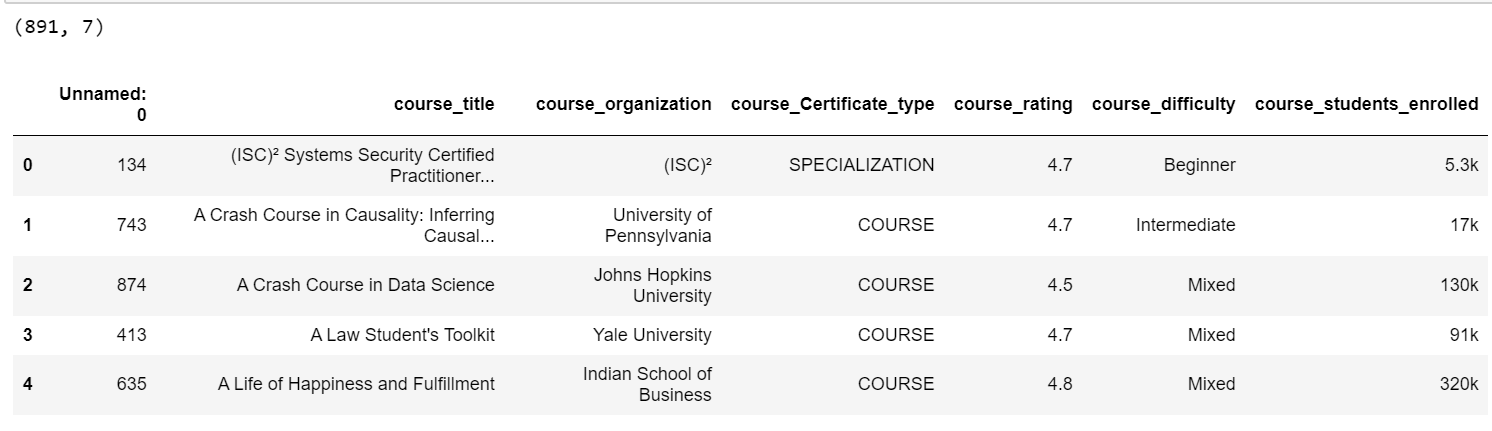 (891, 7)
Unnamed: 0 course_title course_organization course_Certificate_type course_rating course_difficulty course_students_enrolled
0 134 (ISC)² Systems Security Certified Practitioner... (ISC)² SPECIALIZATION 4.7 Beginner 5.3k
1 743 A Crash Course in Causality: Inferring Causal... University of Pennsylvania COURSE 4.7 Intermediate 17k
2 874 A Crash Course in Data Science Johns Hopkins University COURSE 4.5 Mixed 130k
3 413 A Law Student's Toolkit Yale University COURSE 4.7 Mixed 91k
4 635 A Life of Happiness and Fulfillment Indian School of Business COURSE 4.8 Mixed 320k